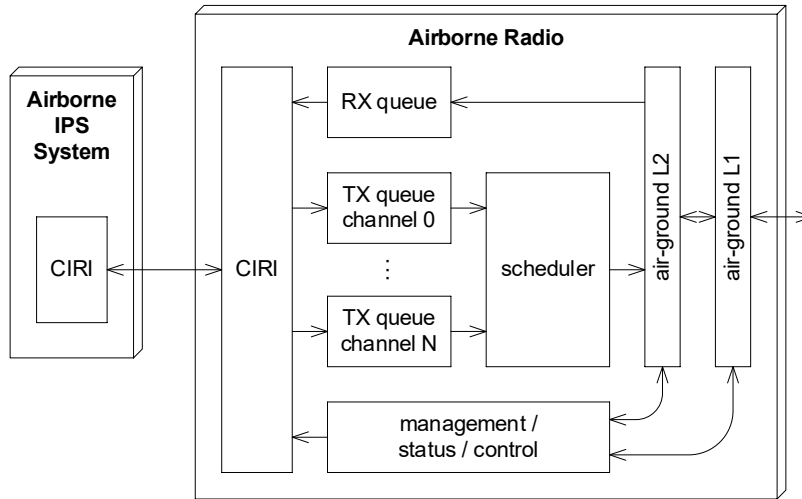 Airborne Radio
Airborne
IPS
System
CIRI
CIRI
RX queue
TX queue
channel 0
⋮
TX queue
channel N
scheduler
air-ground L2
air-ground L1
management /
status / control